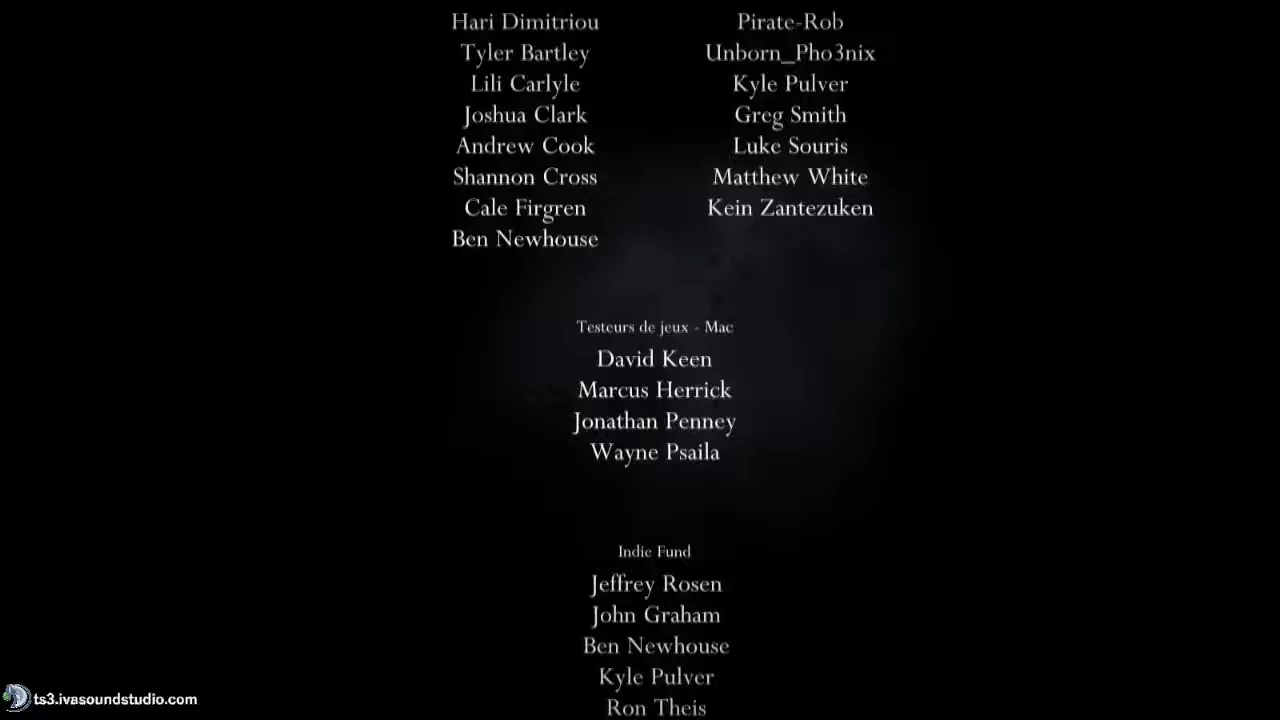 Hari Dimitriou
Tyler Bartley
Lili Carlyle
Joshua Clark
Andrew Cook
Shannon Cross
Cale Firgren
Ben Newhouse
Pirate-Rob
Unborn_Pho3nix
Kyle Pulver
Greg Smith
Luke Souris
Matthew White
Kein Zantezuken
Testeurs de jeux - Mac
David Keen
Marcus Herrick
Jonathan Penney
Wayne Psaila
Indie Fund
Jeffrey Rosen
John Graham
Ben Newhouse
Kyle Pulver
Ron Theis
ts3.ivasoundstudio.com